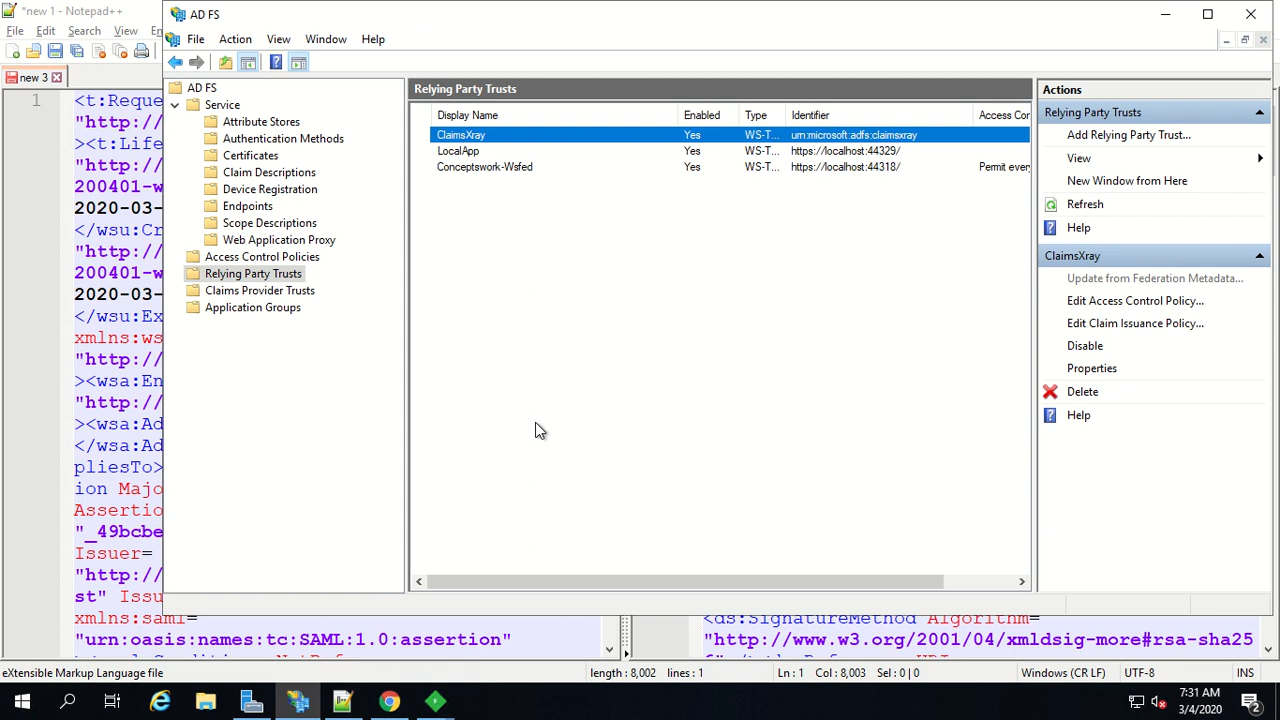 *new 1 - Notepad++
File Edit Search View En
new 3
1
<t:Reque
"http://
><t:Life
"http://
200401-w
2020-03-
</wsu:Cr
"http://
200401-w
2020-03-
</wsu:Ex
xmlns:ws
"http://
><wsa:En
"http://
><wsa:Ad
</wsa:Ad
pliesTo>
ion Majo
Assertio
"_49bcbe
Issuer=
"http://
st" Issu
xmlns:saml=
"urn:oasis:names:tc:SAML:1.0:assertion"
<ds:SignatureMethod Algorithm=
"http://www.w3.org/2001/04/xmldsig-more#rsa-sha25
AD FS
File Action View Window Help
AD FS
Service
Attribute Stores
Authentication Methods
Certificates
Claim Descriptions
Device Registration
Endpoints
Scope Descriptions
Web Application Proxy
Access Control Policies
Relying Party Trusts
Claims Provider Trusts
Application Groups
Relying Party Trusts
Display Name Enabled Type Identifier Access Cor
ClaimsXray Yes WS-T... urn:microsoft:adfs:claimsxray
LocalApp Yes WS-T... https://localhost:44329/
Conceptswork-Wsfed Yes WS-T... https://localhost:44318/ Permit every
Actions
Relying Party Trusts
Add Relying Party Trust...
View
New Window from Here
Refresh
Help
ClaimsXray
Update from Federation Metadata...
Edit Access Control Policy...
Edit Claim Issuance Policy...
Disable
Properties
Delete
Help
eXtensible Markup Language file length : 8,002 lines : 1 Ln : 1 Col : 8,003 Sel : 0 | 0 Windows (CR LF) UTF-8 INS
7:31 AM
3/4/2020
2